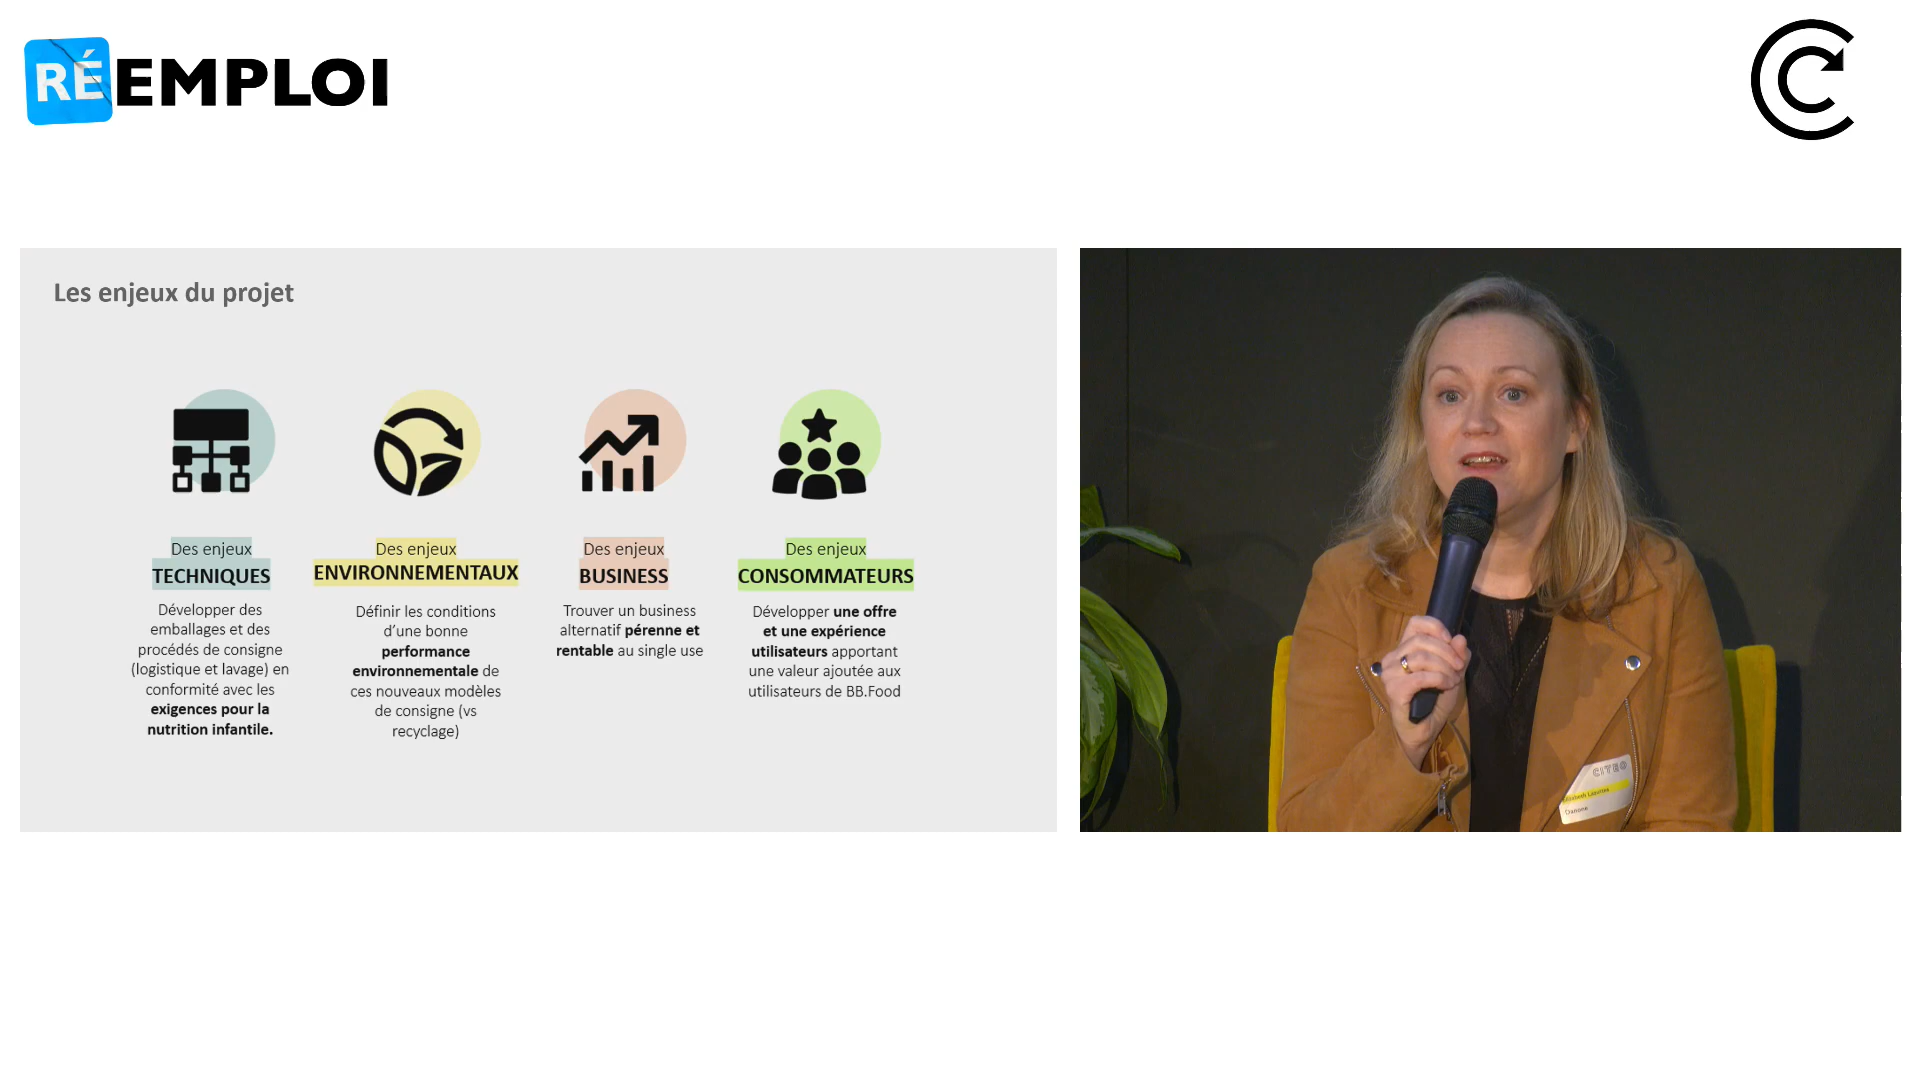 RÉEMPLOI
Les enjeux du projet
Des enjeux
TECHNIQUES
Développer des
emballages et des
procédés de consigne
(logistique et lavage) en
conformité avec les
exigences pour la
nutrition infantile.
Des enjeux
ENVIRONNEMENTAUX
Définir les conditions
d’une bonne
performance
environnementale de
ces nouveaux modèles
de consigne (vs
recyclage)
Des enjeux
BUSINESS
Trouver un business
alternatif pérenne et
rentable au single use
Des enjeux
CONSOMMATEURS
Développer une offre
et une expérience
utilisateurs apportant
une valeur ajoutée aux
utilisateurs de BB.Food
CITEO
Danone